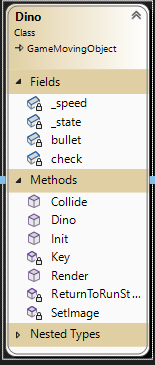 Dino
Class
GameMovingObject
Fields
_speed
_state
bullet
check
Methods
Collide
Dino
Init
Key
Render
ReturnToRunSt...
SetImage
Nested Types